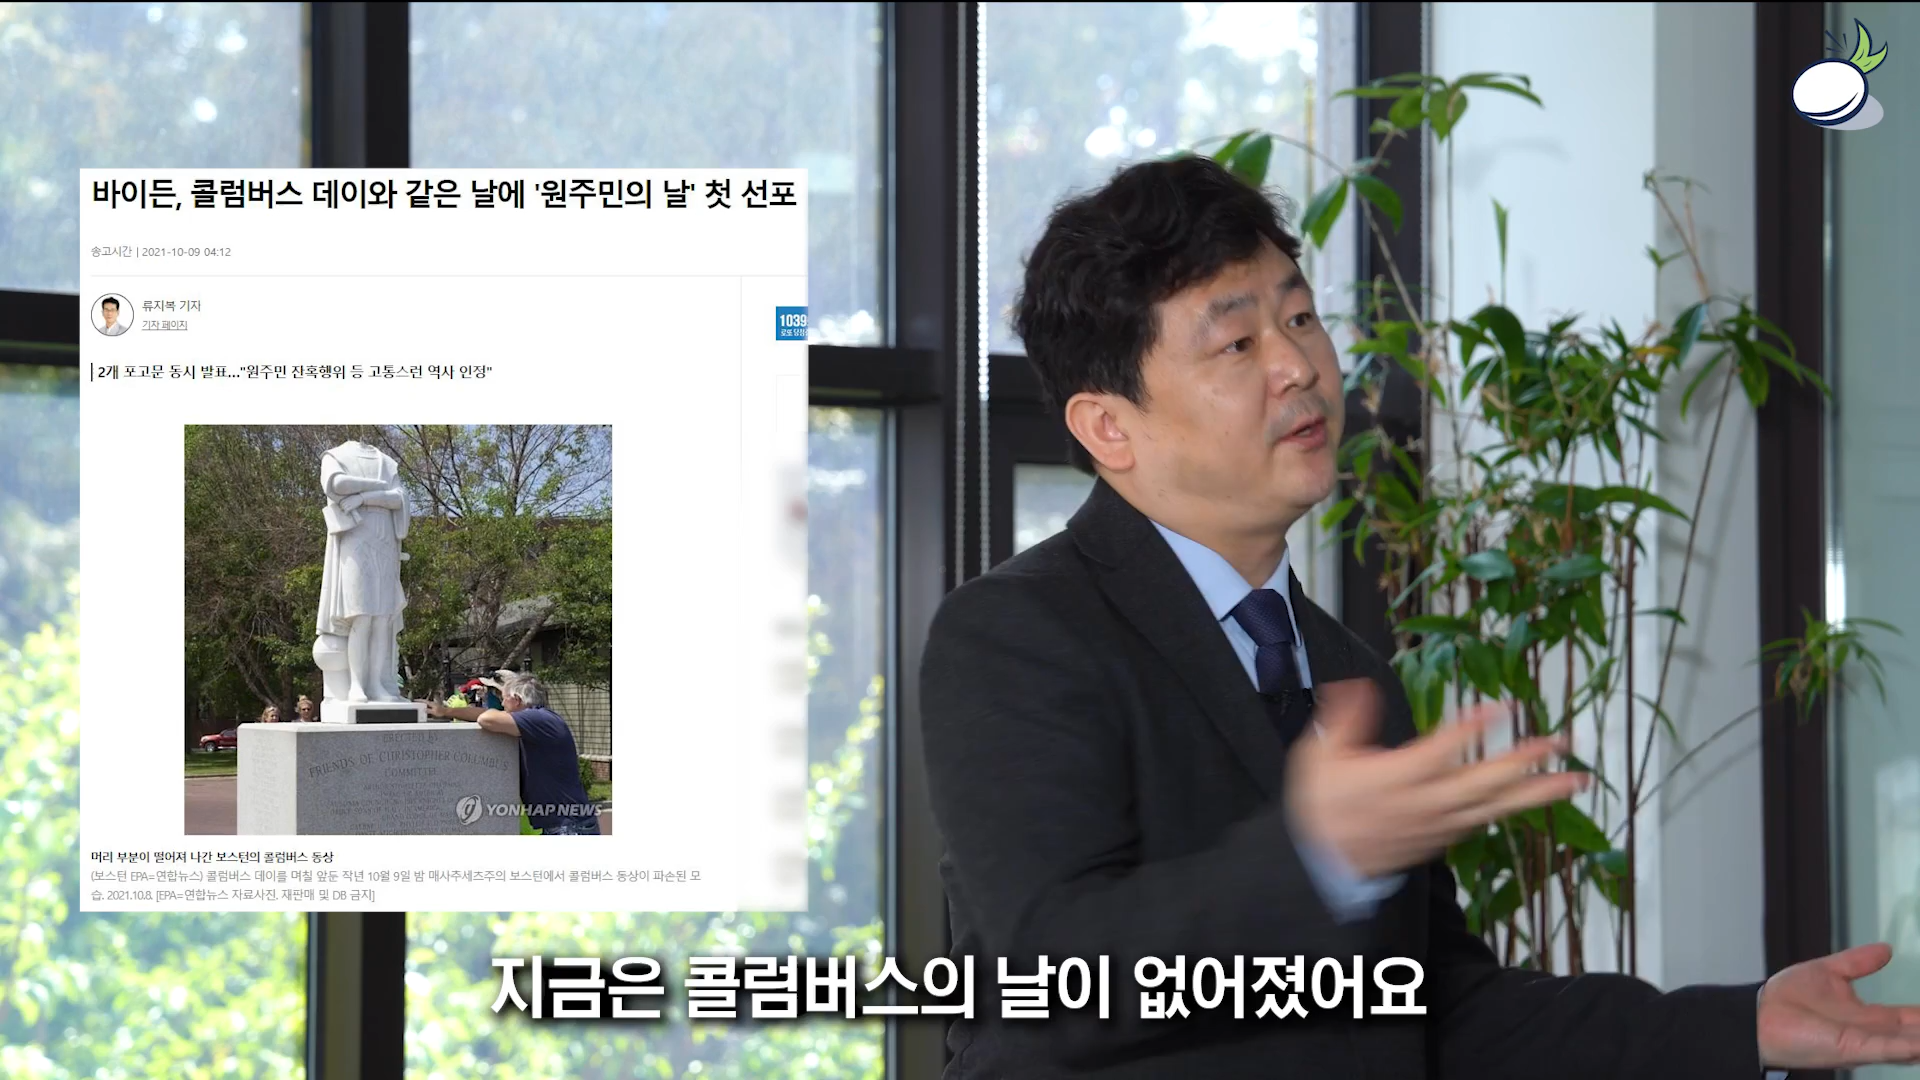 바이든, 콜럼버스 데이와 같은 날에 '원주민의 날' 첫 선포
송고시간 | 2021-10-09 04:12
류지복 기자
기자 페이지
1039
2개 포고문 동시 발표..."원주민 잔혹행위 등 고통스런 역사 인정"
ERECTED BY
FRIENDS OF CHRISTOPHER COLUMBUS
COMMITTEE
YONHAP NEWS
머리 부분이 떨어져 나간 보스턴의 콜럼버스 동상
(보스턴 EPA=연합뉴스) 콜럼버스 데이를 며칠 앞둔 작년 10월 9일 밤 매사추세츠주의 보스턴에서 콜럼버스 동상이 파손된 모
습. 2021.10.8. [EPA=연합뉴스 자료사진. 재판매 및 DB 금지]
지금은 콜럼버스의 날이 없어졌어요